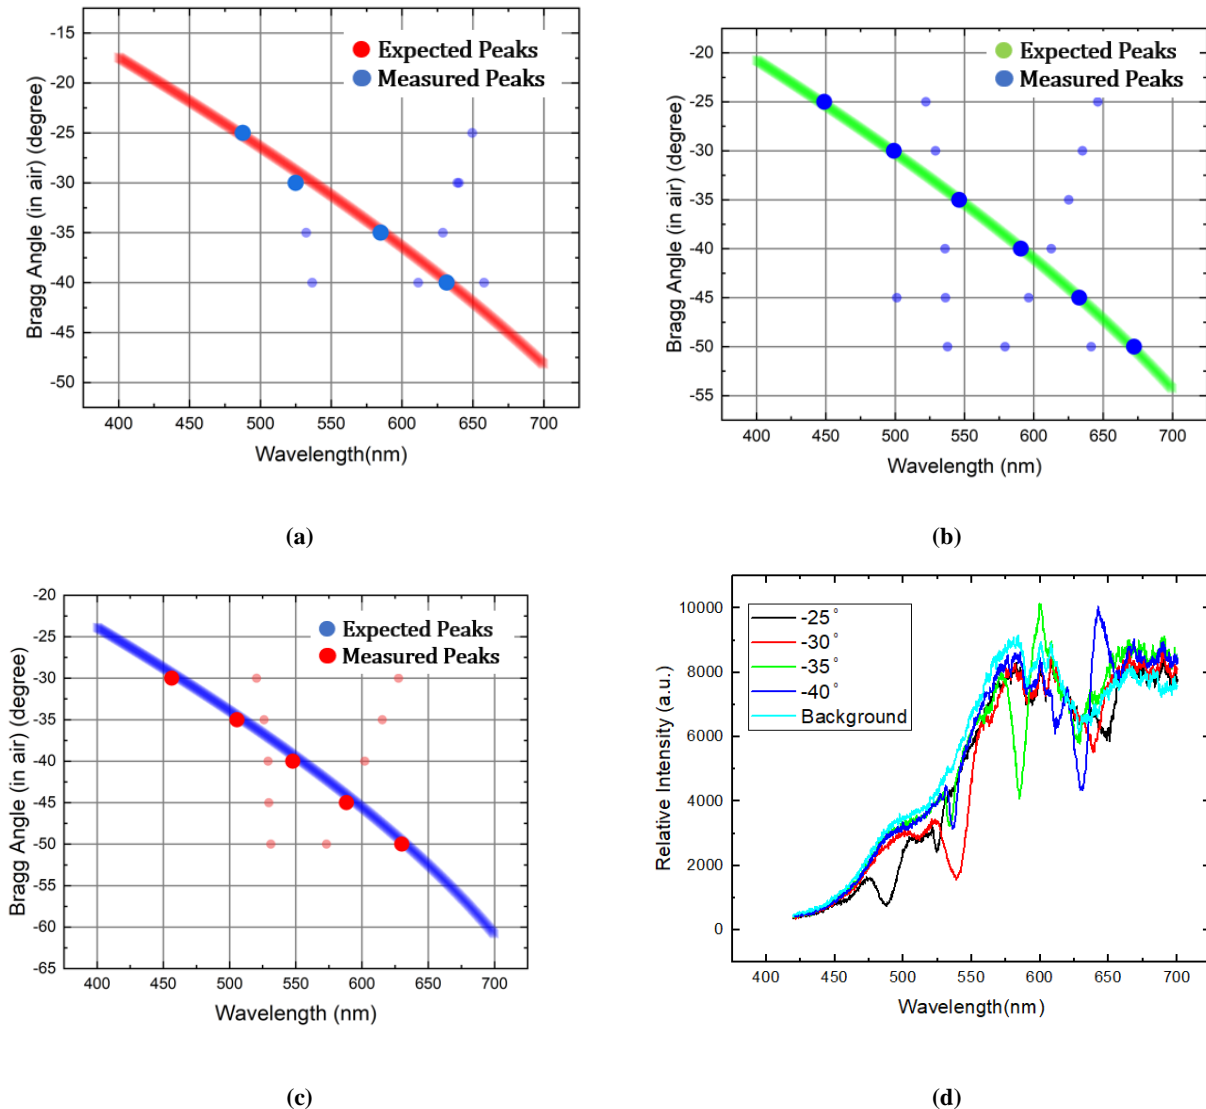 -15
-20
-25
-30
-35
-40
-45
-50
Bragg Angle (in air) (degree)
Expected Peaks
Measured Peaks
400 450 500 550 600 650 700
Wavelength(nm)
(a)
-20
-25
-30
-35
-40
-45
-50
-55
Bragg Angle (in air) (degree)
Expected Peaks
Measured Peaks
400 450 500 550 600 650 700
Wavelength (nm)
(b)
-20
-25
-30
-35
-40
-45
-50
-55
-60
-65
Bragg Angle (in air) (degree)
Expected Peaks
Measured Peaks
400 450 500 550 600 650 700
Wavelength (nm)
(c)
10000
8000
6000
4000
2000
0
Relative Intensity (a.u.)
-25°
-30°
-35°
-40°
Background
400 450 500 550 600 650 700
Wavelength(nm)
(d)